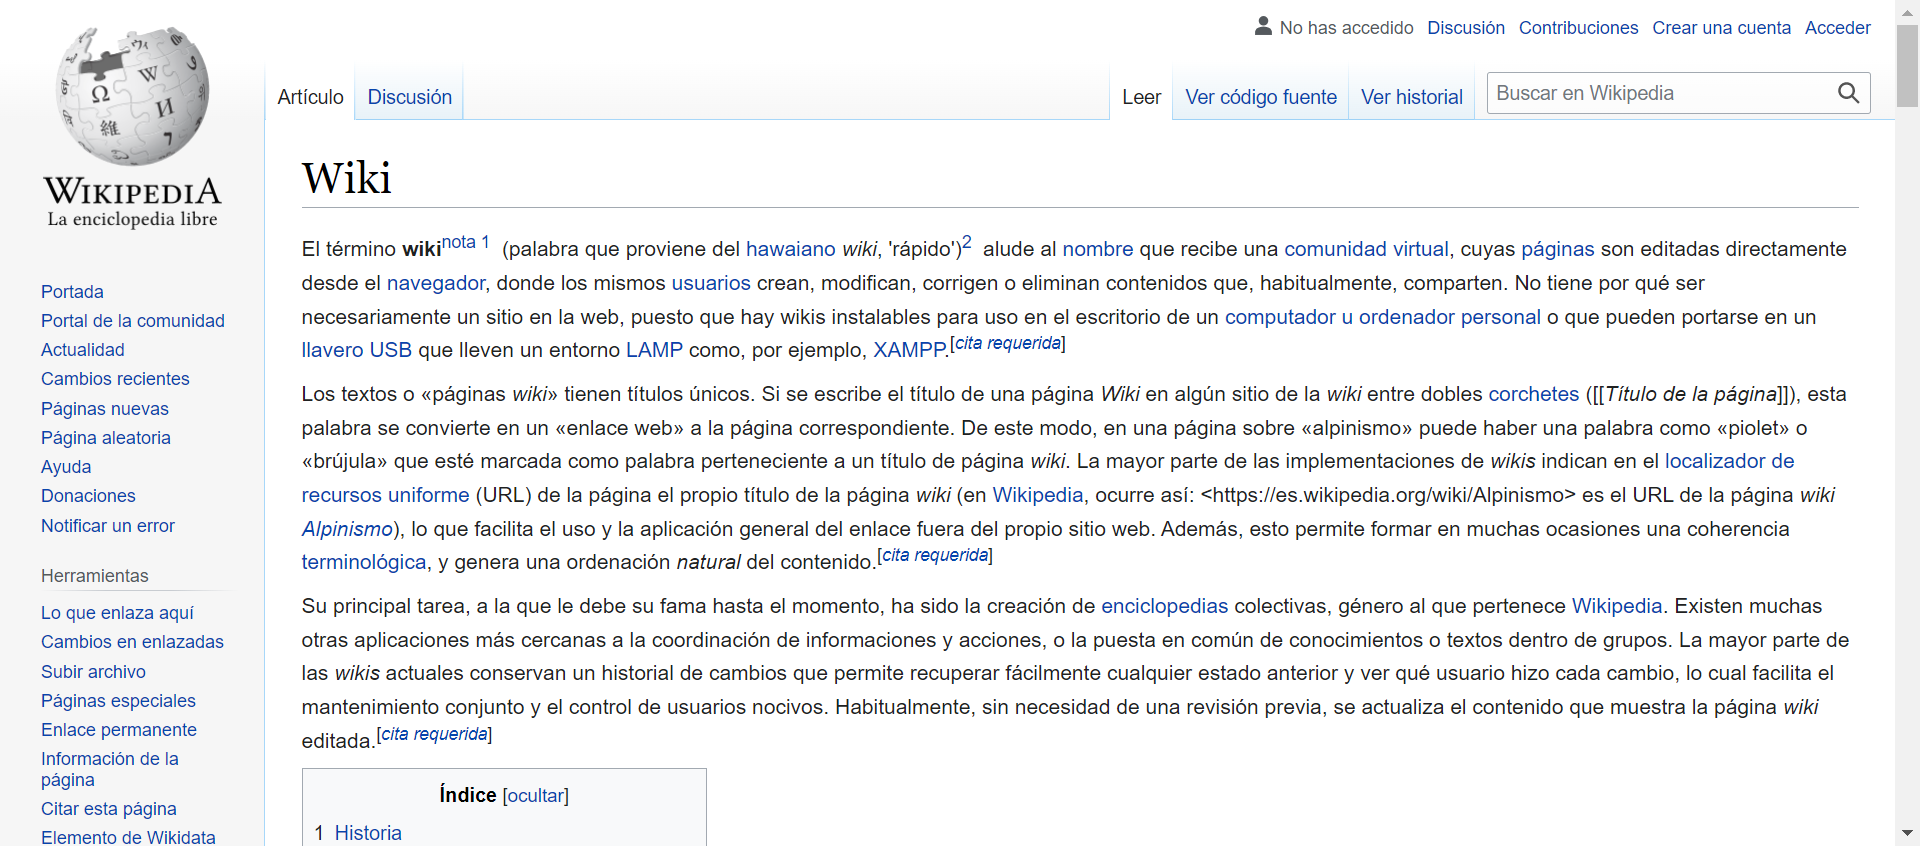 No has accedido Discusión Contribuciones Crear una cuenta Acceder
Artículo Discusión Leer Ver código fuente Ver historial Buscar en Wikipedia
WIKIPEDIA
La enciclopedia libre
Portada
Portal de la comunidad
Actualidad
Cambios recientes
Páginas nuevas
Página aleatoria
Ayuda
Donaciones
Notificar un error
Herramientas
Lo que enlaza aquí
Cambios en enlazadas
Subir archivo
Páginas especiales
Enlace permanente
Información de la
página
Citar esta página
Elemento de Wikidata
Wiki
El término wiki nota 1 (palabra que proviene del hawaiano wiki, 'rápido')2 alude al nombre que recibe una comunidad virtual, cuyas páginas son editadas directamente
desde el navegador, donde los mismos usuarios crean, modifican, corrigen o eliminan contenidos que, habitualmente, comparten. No tiene por qué ser
necesariamente un sitio en la web, puesto que hay wikis instalables para uso en el escritorio de un computador u ordenador personal o que pueden portarse en un
llavero USB que lleven un entorno LAMP como, por ejemplo, XAMPP.[cita requerida]
Los textos o «páginas wiki» tienen títulos únicos. Si se escribe el título de una página Wiki en algún sitio de la wiki entre dobles corchetes ([[Título de la página]]), esta
palabra se convierte en un «enlace web» a la página correspondiente. De este modo, en una página sobre «alpinismo» puede haber una palabra como «piolet» o
«brújula» que esté marcada como palabra perteneciente a un título de página wiki. La mayor parte de las implementaciones de wikis indican en el localizador de
recursos uniforme (URL) de la página el propio título de la página wiki (en Wikipedia, ocurre así: <https://es.wikipedia.org/wiki/Alpinismo> es el URL de la página wiki
Alpinismo), lo que facilita el uso y la aplicación general del enlace fuera del propio sitio web. Además, esto permite formar en muchas ocasiones una coherencia
terminológica, y genera una ordenación natural del contenido.[cita requerida]
Su principal tarea, a la que le debe su fama hasta el momento, ha sido la creación de enciclopedias colectivas, género al que pertenece Wikipedia. Existen muchas
otras aplicaciones más cercanas a la coordinación de informaciones y acciones, o la puesta en común de conocimientos o textos dentro de grupos. La mayor parte de
las wikis actuales conservan un historial de cambios que permite recuperar fácilmente cualquier estado anterior y ver qué usuario hizo cada cambio, lo cual facilita el
mantenimiento conjunto y el control de usuarios nocivos. Habitualmente, sin necesidad de una revisión previa, se actualiza el contenido que muestra la página wiki
editada.[cita requerida]
Índice [ocultar]
1 Historia